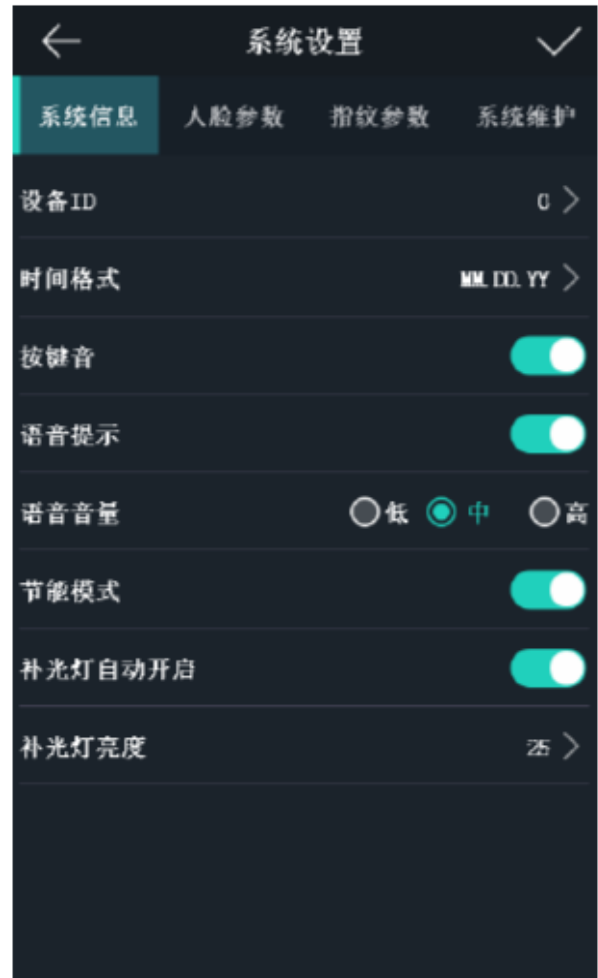 系统设置
系统信息 人脸参数 指纹参数 系统维护
设备ID 0
时间格式 MM.DD.YY
按键音
语音提示
语音音量 低 中 高
节能模式
补光灯自动开启
补光灯亮度 25